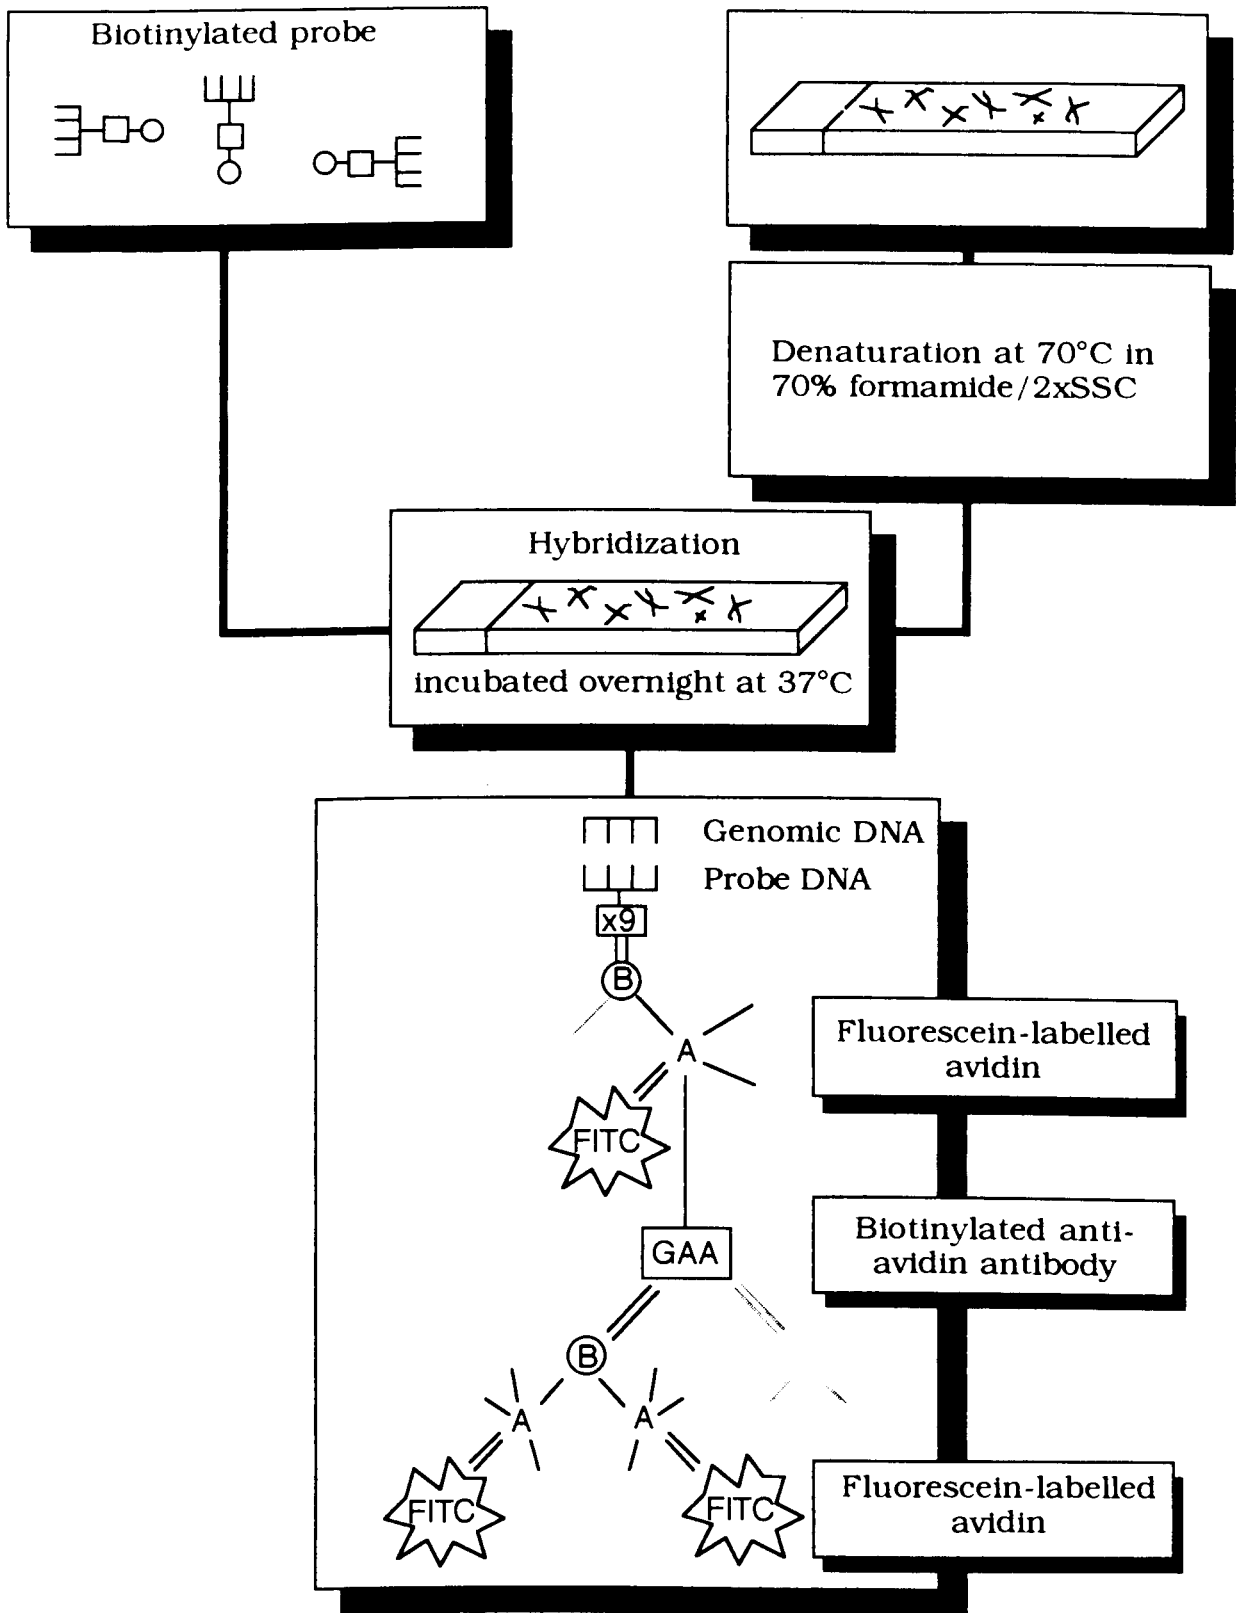 Biotinylated probe
Denaturation at 70°C in
70% formamide/2xSSC
Hybridization
incubated overnight at 37°C
Genomic DNA
Probe DNA
x9
B
A
Fluorescein-labelled
avidin
FITC
GAA
Biotinylated anti-
avidin antibody
B
A
A
FITC
FITC
Fluorescein-labelled
avidin